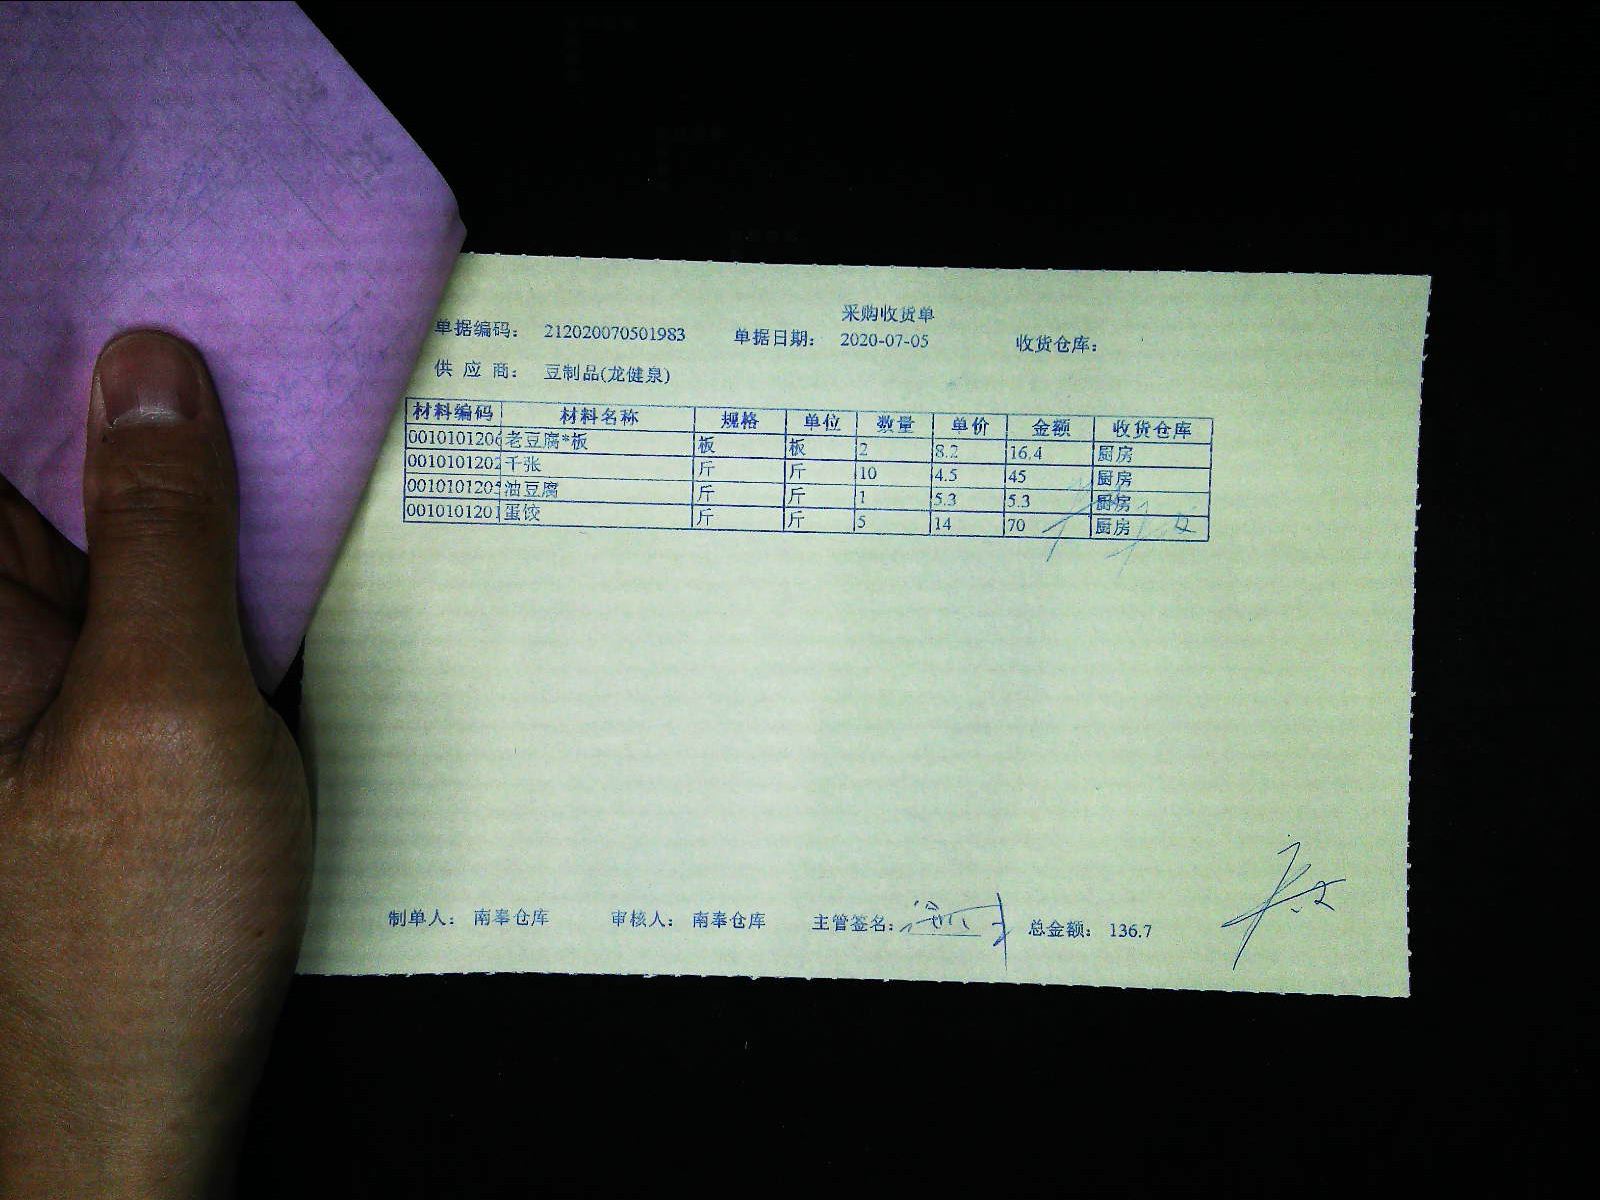 采购收货单
单据编码： 212020070501983 单据日期： 2020-07-05 收货仓库：
供 应 商： 豆制品(龙健泉)
材料编码 材料名称 规格 单位 数量 单价 金额 收货仓库
0010101206 老豆腐*板 板 板 2 8.2 16.4 厨房
0010101202 千张 斤 斤 10 4.5 45 厨房
001010120 油豆腐 斤 斤 1 5.3 5.3 厨房
0010101201 蛋饺 斤 斤 5 14 70 厨房
制单人： 南奉仓库 审核人： 南奉仓库 主管签名： 总金额： 136.7